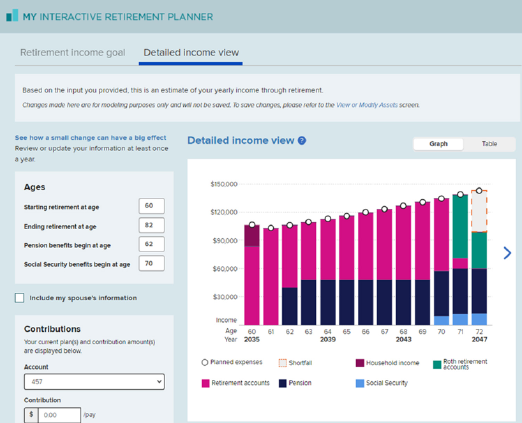 MY INTERACTIVE RETIREMENT PLANNER
Retirement income goal
Detailed income view
Based on the input you provided, this is an estimate of your yearly income through retirement.
Changes made here are for modeling purposes only and will not be saved. To save changes, please refer to the View or Modify Assets screen.
See how a small change can have a big effect
Review or update your information at least once
a year.
Ages
Starting retirement at age 60
Ending retirement at age 82
Pension benefits begin at age 62
Social Security benefits begin at age 70
Include my spouse's information
Contributions
Your current plan(s) and contribution amount(s)
are displayed below.
Account
457
Contribution
$ 0.00 /pay
Detailed income view ?
Graph Table
$150,000
$120,000
$90,000
$60,000
$30,000
Income
Age 60 61 62 63 64 65 66 67 68 69 70 71 72
Year 2035 2039 2043 2047
Planned expenses Shortfall Household income Roth retirement
accounts
Retirement accounts Pension Social Security